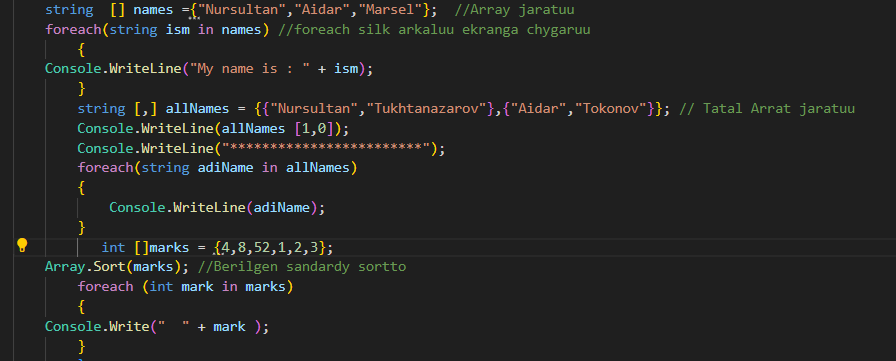 string  [] names ={"Nursultan","Aidar","Marsel"};  //Array jaratuu
foreach(string ism in names) //foreach silk arkaluu ekranga chygaruu
{
Console.WriteLine("My name is : " + ism);
}
string [,] allNames = {{"Nursultan","Tukhtanazarov"},{"Aidar","Tokonov"}}; // Tatal Arrat jaratuu
Console.WriteLine(allNames [1,0]);
Console.WriteLine("************************");
foreach(string adiName in allNames)
{
Console.WriteLine(adiName);
}
int []marks = {4,8,52,1,2,3};
Array.Sort(marks); //Berilgen sandardy sortto
foreach (int mark in marks)
{
Console.Write("  " + mark );
}